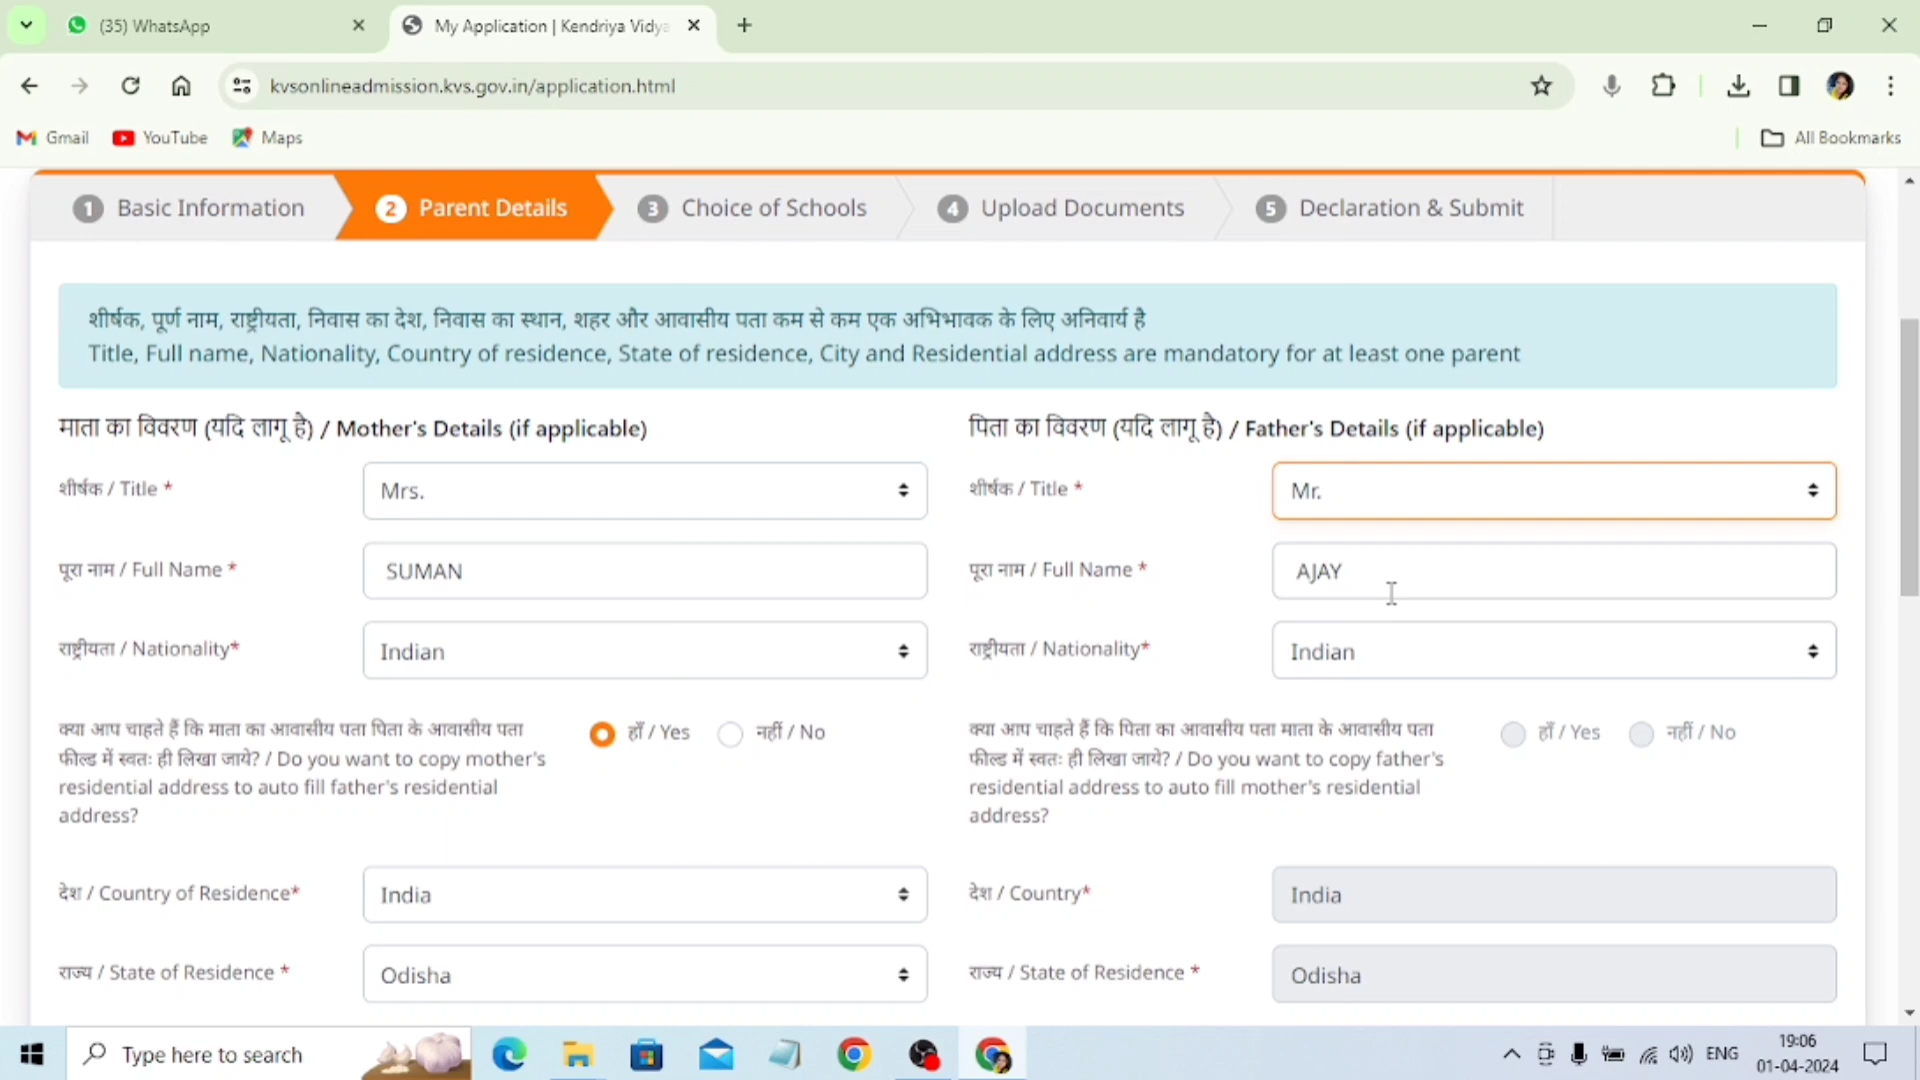 (35) WhatsApp
My Application | Kendriya Vidya
kvsonlineadmission.kvs.gov.in/application.html
Gmail YouTube Maps All Bookmarks
1 Basic Information 2 Parent Details 3 Choice of Schools 4 Upload Documents 5 Declaration & Submit
शीर्षक, पूर्ण नाम, राष्ट्रीयता, निवास का देश, निवास का स्थान, शहर और आवासीय पता कम से कम एक अभिभावक के लिए अनिवार्य है
Title, Full name, Nationality, Country of residence, State of residence, City and Residential address are mandatory for at least one parent
माता का विवरण (यदि लागू है) / Mother's Details (if applicable)
शीर्षक / Title * Mrs.
पूरा नाम / Full Name * SUMAN
राष्ट्रीयता / Nationality* Indian
क्या आप चाहते हैं कि माता का आवासीय पता पिता के आवासीय पता
फील्ड में स्वतः ही लिखा जाये? / Do you want to copy mother's
residential address to auto fill father's residential
address?
हाँ / Yes नहीं / No
देश / Country of Residence* India
राज्य / State of Residence * Odisha
पिता का विवरण (यदि लागू है) / Father's Details (if applicable)
शीर्षक / Title * Mr.
पूरा नाम / Full Name * AJAY
राष्ट्रीयता / Nationality* Indian
क्या आप चाहते हैं कि पिता का आवासीय पता माता के आवासीय पता
फील्ड में स्वतः ही लिखा जाये? / Do you want to copy father's
residential address to auto fill mother's residential
address?
हाँ / Yes नहीं / No
देश / Country* India
राज्य / State of Residence * Odisha
Type here to search
ENG
19:06
01-04-2024